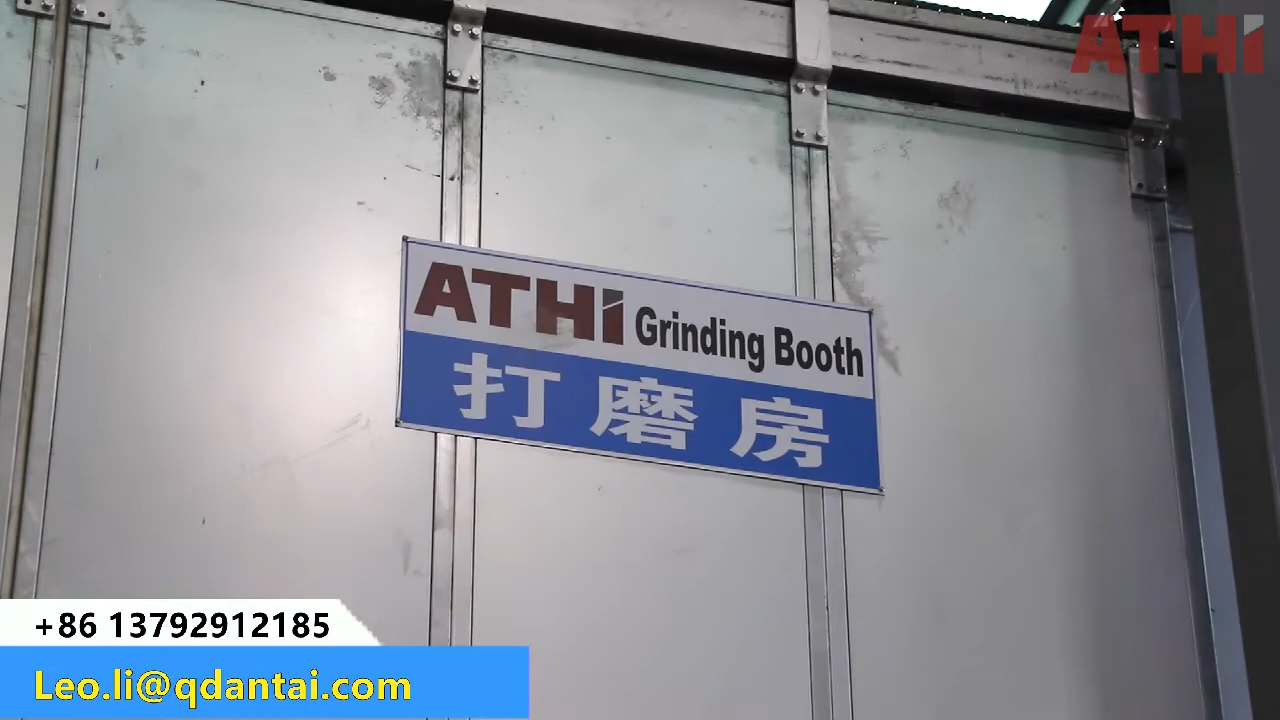 ATHi
ATHi Grinding Booth
打磨房
+86 13792912185
Leo.li@qdantai.com